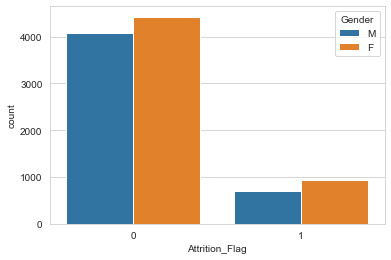 Gender
M
F
4000
3000
2000
1000
0
count
0 1
Attrition_Flag